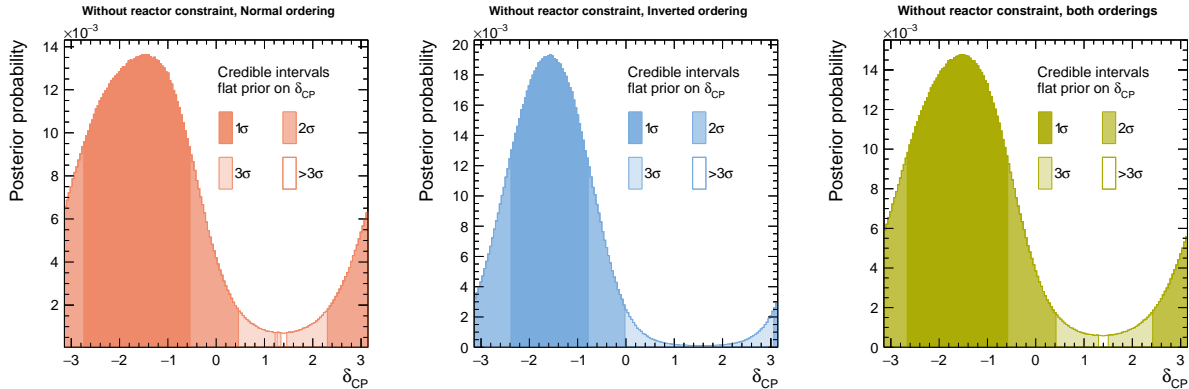 Without reactor constraint, Normal ordering
×10⁻³
14
12
10
8
6
4
2
Posterior probability
Credible intervals
flat prior on δCP
1σ
2σ
3σ
>3σ
−3
−2
−1
0
1
2
3
δCP
Without reactor constraint, Inverted ordering
×10⁻³
20
18
16
14
12
10
8
6
4
2
0
Posterior probability
Credible intervals
flat prior on δCP
1σ
2σ
3σ
>3σ
−3
−2
−1
0
1
2
3
δCP
Without reactor constraint, both orderings
×10⁻³
14
12
10
8
6
4
2
0
Posterior probability
Credible intervals
flat prior on δCP
1σ
2σ
3σ
>3σ
−3
−2
−1
0
1
2
3
δCP